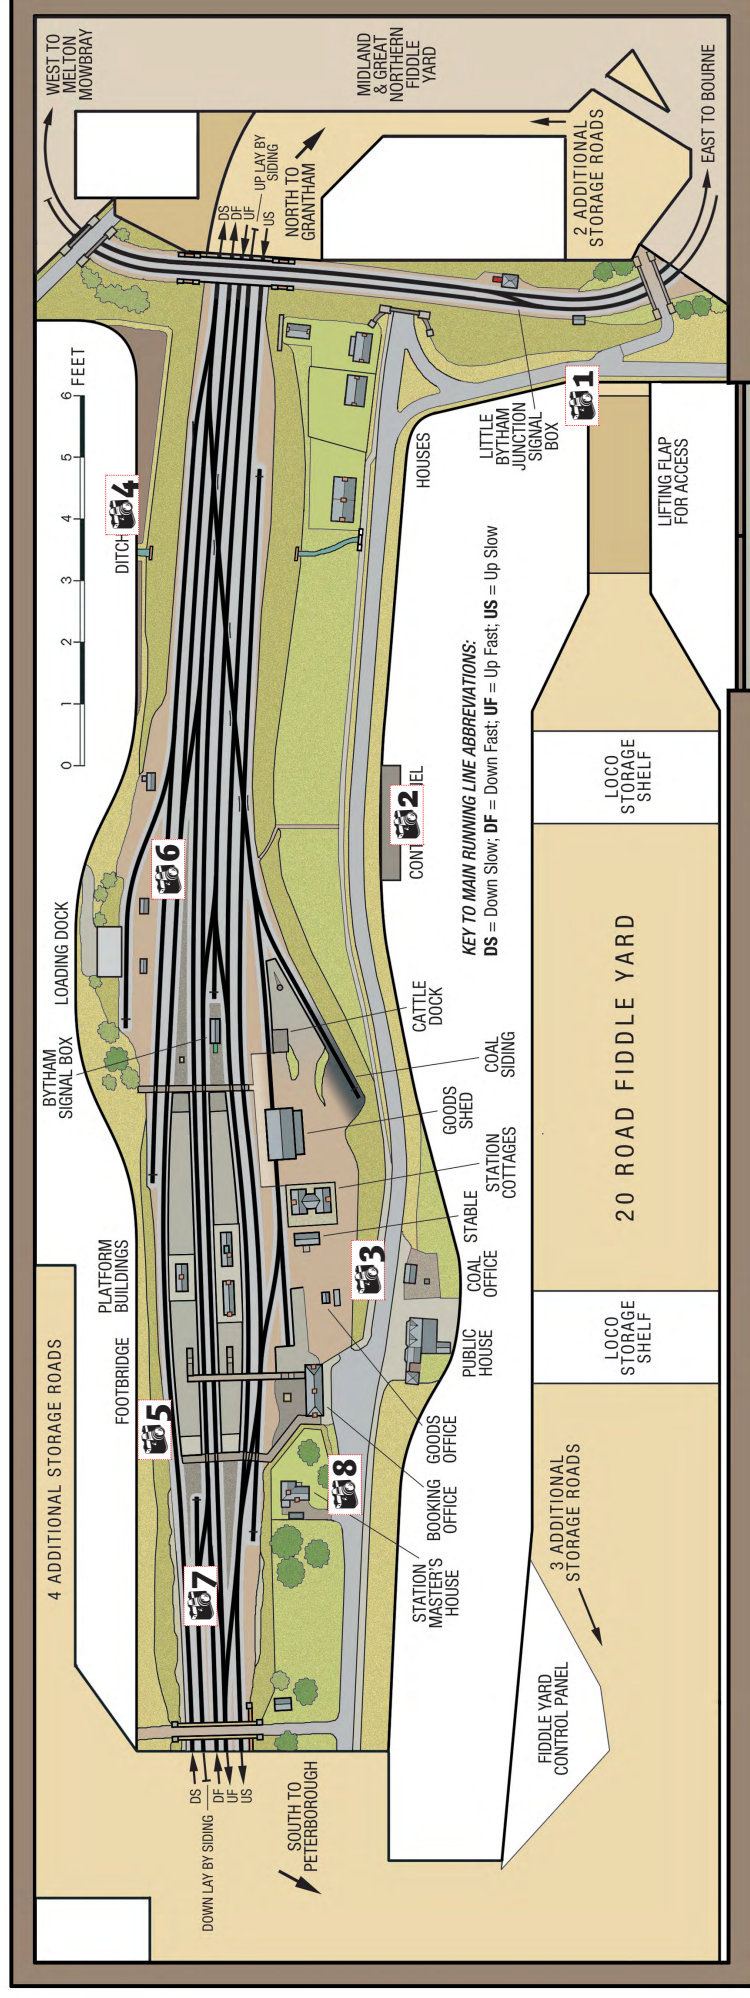 4 ADDITIONAL STORAGE ROADS
DOWN LAY BY SIDING
DS
DF
UF
US
SOUTH TO
PETERBOROUGH
7
5
FOOTBRIDGE
PLATFORM
BUILDINGS
BYTHAM
SIGNAL BOX
LOADING DOCK
6
0
1
2
3
4
5
6
FEET
DITCH
4
WEST TO
MELTON
MOWBRAY
DS
DF
UF
UP LAY BY
SIDING
US
NORTH TO
GRANTHAM
MIDLAND
& GREAT
NORTHERN
FIDDLE
YARD
2 ADDITIONAL
STORAGE ROADS
EAST TO BOURNE
8
STATION
MASTER'S
HOUSE
BOOKING
OFFICE
GOODS
OFFICE
PUBLIC
HOUSE
3
COAL
OFFICE
STABLE
STATION
COTTAGES
GOODS
SHED
COAL
SIDING
CATTLE
DOCK
2
HOUSES
LITTLE
BYTHAM
JUNCTION
SIGNAL
BOX
1
KEY TO MAIN RUNNING LINE ABBREVIATIONS:
DS = Down Slow; DF = Down Fast; UF = Up Fast; US = Up Slow
FIDDLE YARD
CONTROL PANEL
3 ADDITIONAL
STORAGE ROADS
LOCO
STORAGE
SHELF
20 ROAD FIDDLE YARD
LOCO
STORAGE
SHELF
LIFTING FLAP
FOR ACCESS